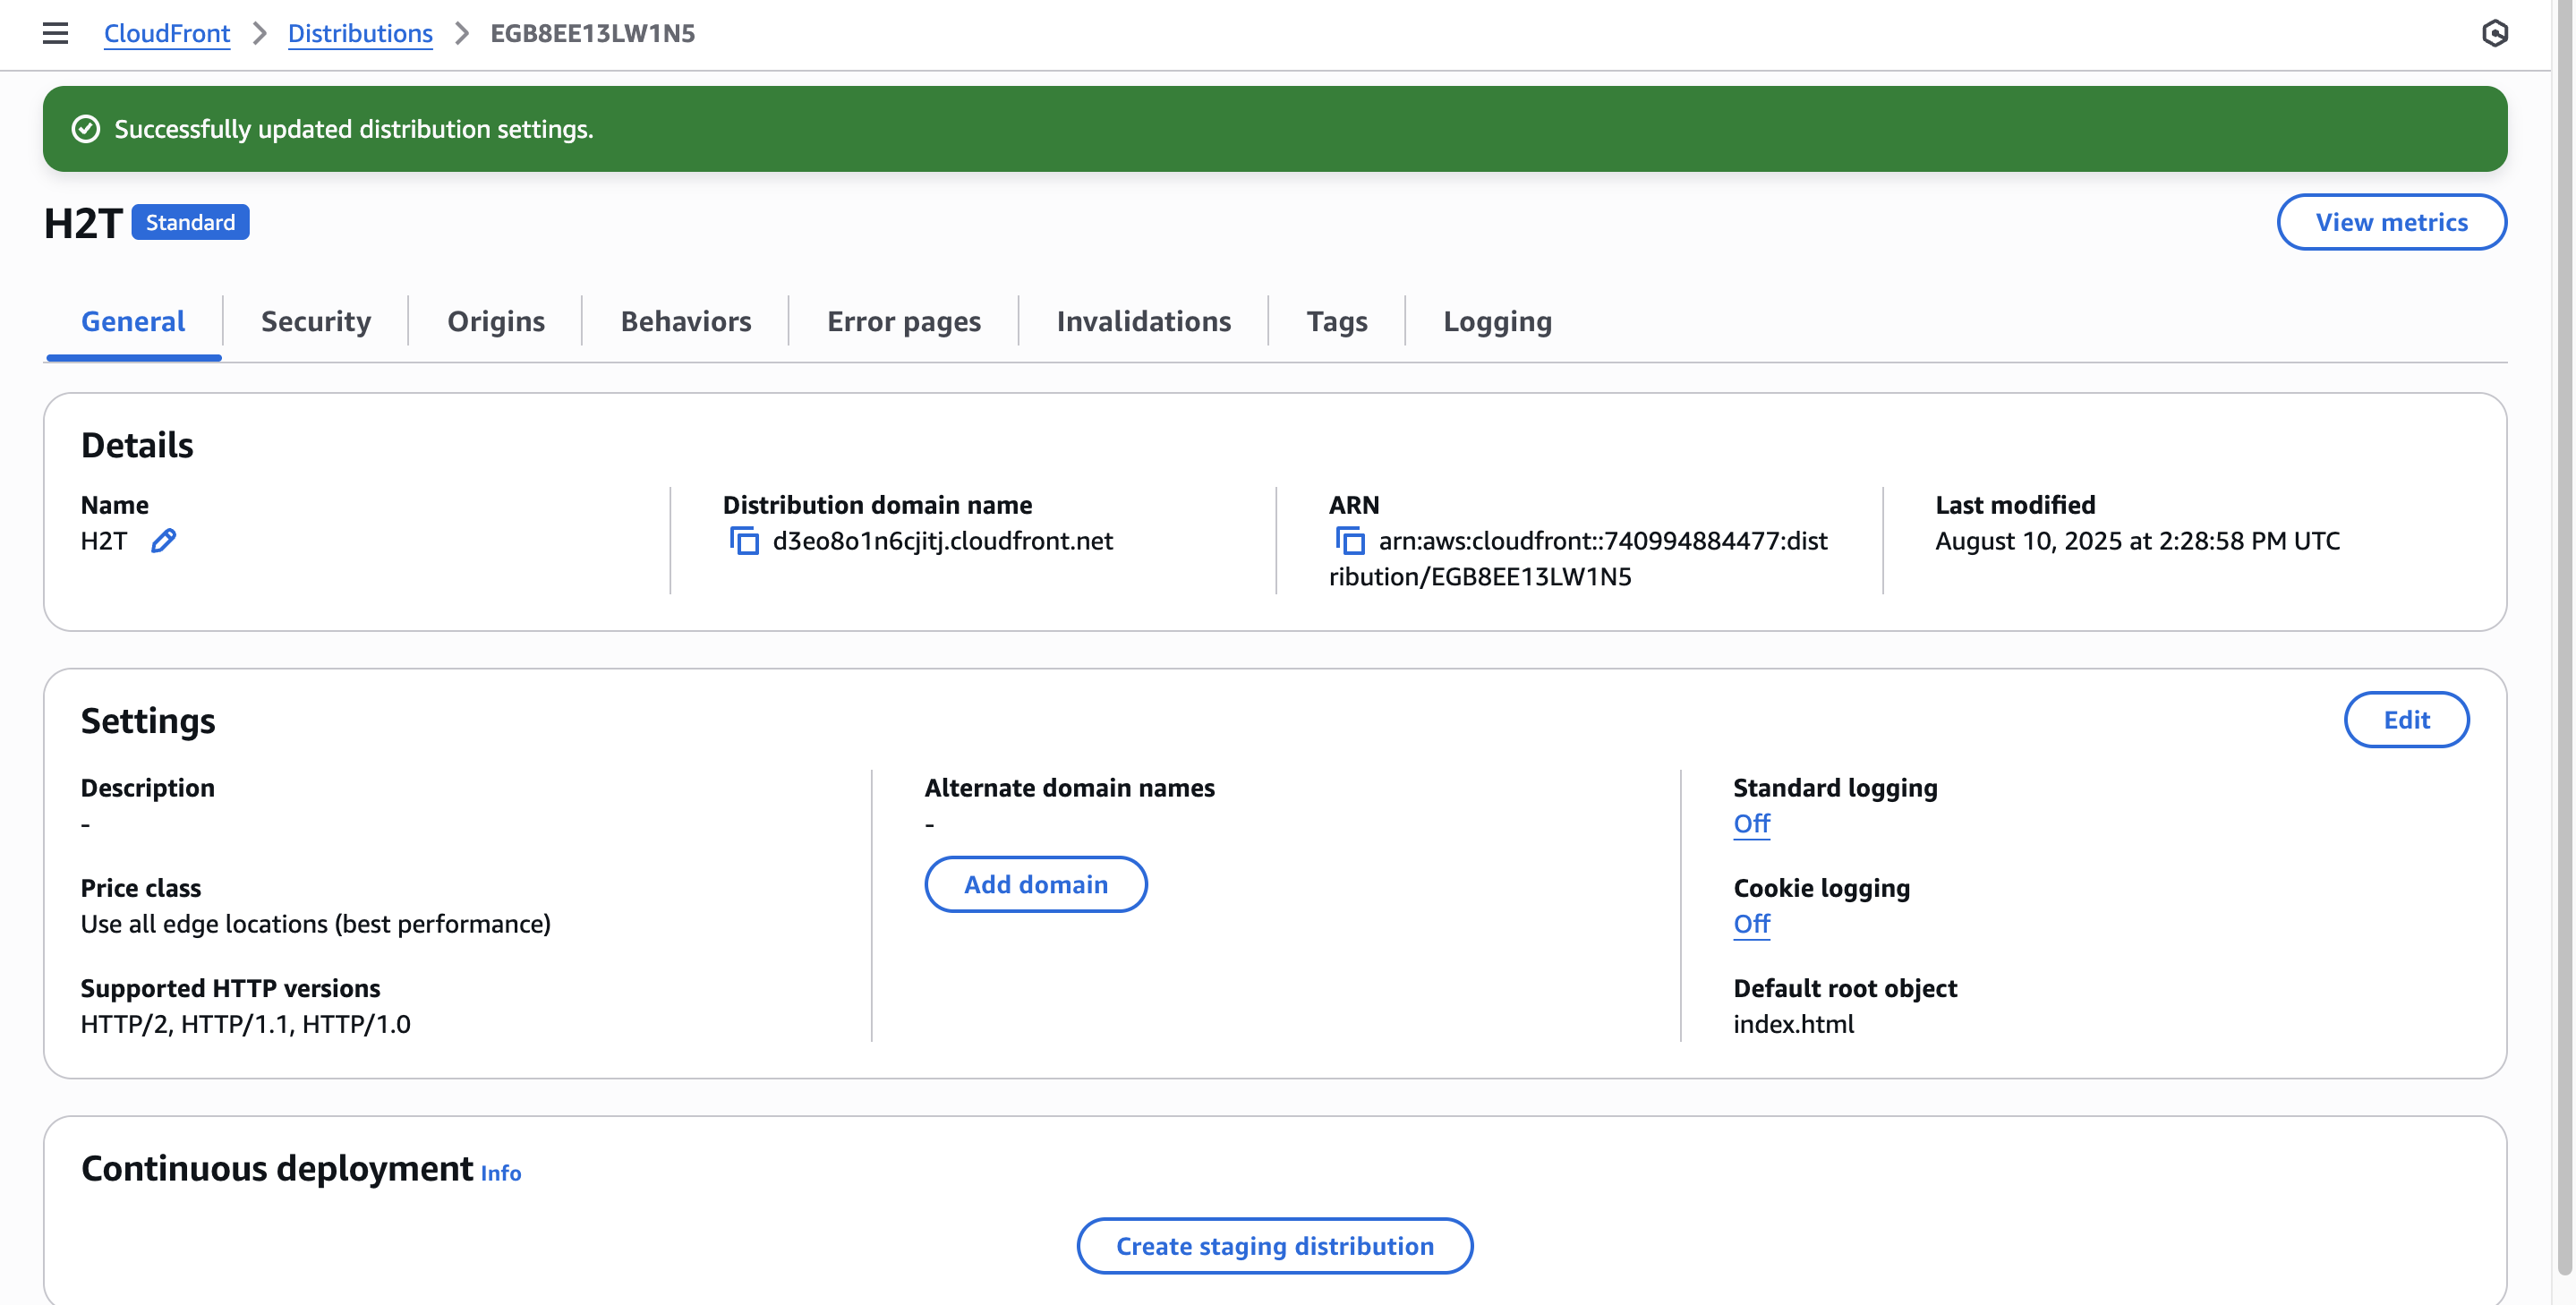 CloudFront > Distributions > EGB8EE13LW1N5
Successfully updated distribution settings.
H2T Standard
View metrics
General Security Origins Behaviors Error pages Invalidations Tags Logging
Details
Name
H2T
Distribution domain name
d3eo8o1n6cjitj.cloudfront.net
ARN
arn:aws:cloudfront::740994884477:dist
ribution/EGB8EE13LW1N5
Last modified
August 10, 2025 at 2:28:58 PM UTC
Settings
Edit
Description
-
Price class
Use all edge locations (best performance)
Supported HTTP versions
HTTP/2, HTTP/1.1, HTTP/1.0
Alternate domain names
-
Add domain
Standard logging
Off
Cookie logging
Off
Default root object
index.html
Continuous deployment Info
Create staging distribution